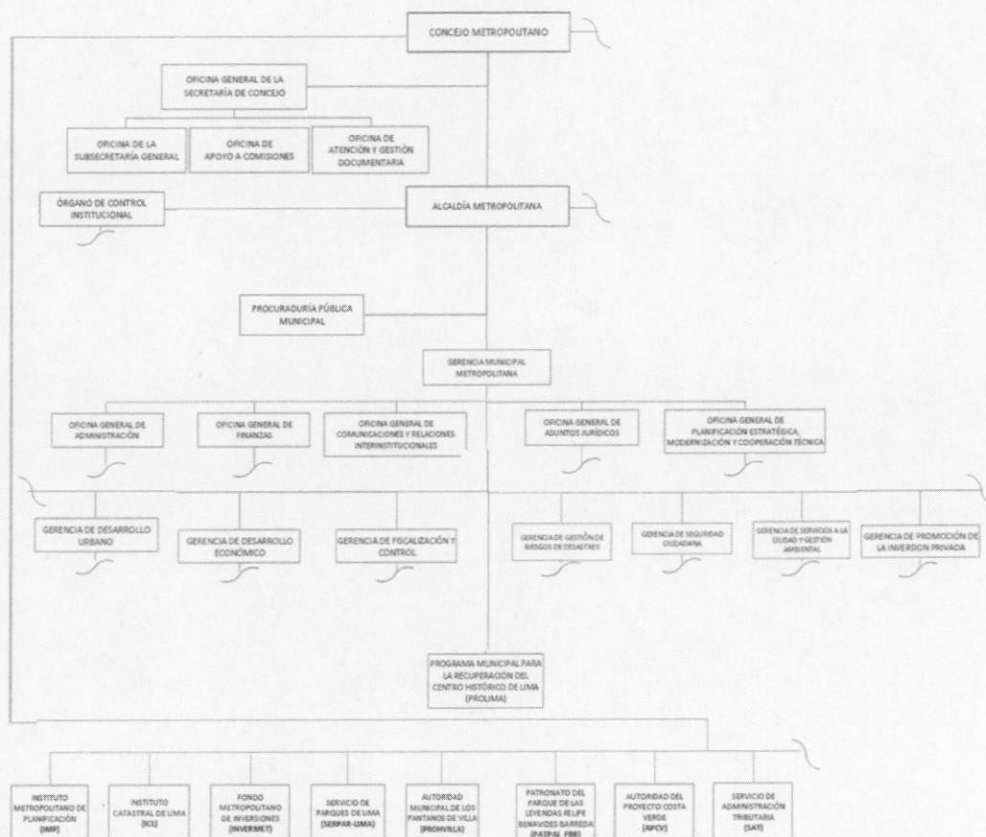 CONCEJO METROPOLITANO
OFICINA GENERAL DE LA
SECRETARÍA DE CONCEJO
OFICINA DE LA
SUBSECRETARÍA GENERAL
OFICINA DE
APOYO A COMISIONES
OFICINA DE
ATENCIÓN Y GESTIÓN
DOCUMENTARIA
ÓRGANO DE CONTROL
INSTITUCIONAL
ALCALDÍA METROPOLITANA
PROCURADURÍA PÚBLICA
MUNICIPAL
GERENCIA MUNICIPAL
METROPOLITANA
OFICINA GENERAL DE
ADMINISTRACIÓN
OFICINA GENERAL DE
FINANZAS
OFICINA GENERAL DE
COMUNICACIONES Y RELACIONES
INTERINSTITUCIONALES
OFICINA GENERAL DE
ASUNTOS JURÍDICOS
OFICINA GENERAL DE
PLANIFICACIÓN ESTRATÉGICA,
MODERNIZACIÓN Y COOPERACIÓN TÉCNICA
GERENCIA DE DESARROLLO
URBANO
GERENCIA DE DESARROLLO
ECONÓMICO
GERENCIA DE FISCALIZACIÓN Y
CONTROL
GERENCIA DE GESTIÓN DE
RIESGOS DE DESASTRES
GERENCIA DE SEGURIDAD
CIUDADANA
GERENCIA DE SERVICIOS A LA
CIUDAD Y GESTIÓN
AMBIENTAL
GERENCIA DE PROMOCIÓN DE
LA INVERSION PRIVADA
PROGRAMA MUNICIPAL PARA
LA RECUPERACIÓN DEL
CENTRO HISTÓRICO DE LIMA
(PROLIMA)
INSTITUTO
METROPOLITANO DE
PLANIFICACIÓN
(IMP)
INSTITUTO
CATASTRAL DE LIMA
(ICL)
FONDO
METROPOLITANO
DE INVERSIONES
(INVERMET)
SERVICIO DE
PARQUES DE LIMA
(SERPAR-LIMA)
AUTORIDAD
MUNICIPAL DE LOS
PANTANOS DE VILLA
(PROHVILLA)
PATRONATO DEL
PARQUE DE LAS
LEYENDAS FELIPE
BENAVIDES BARREDA
(PATPAL FBB)
AUTORIDAD DEL
PROYECTO COSTA
VERDE
(APCV)
SERVICIO DE
ADMINISTRACIÓN
TRIBUTARIA
(SAT)